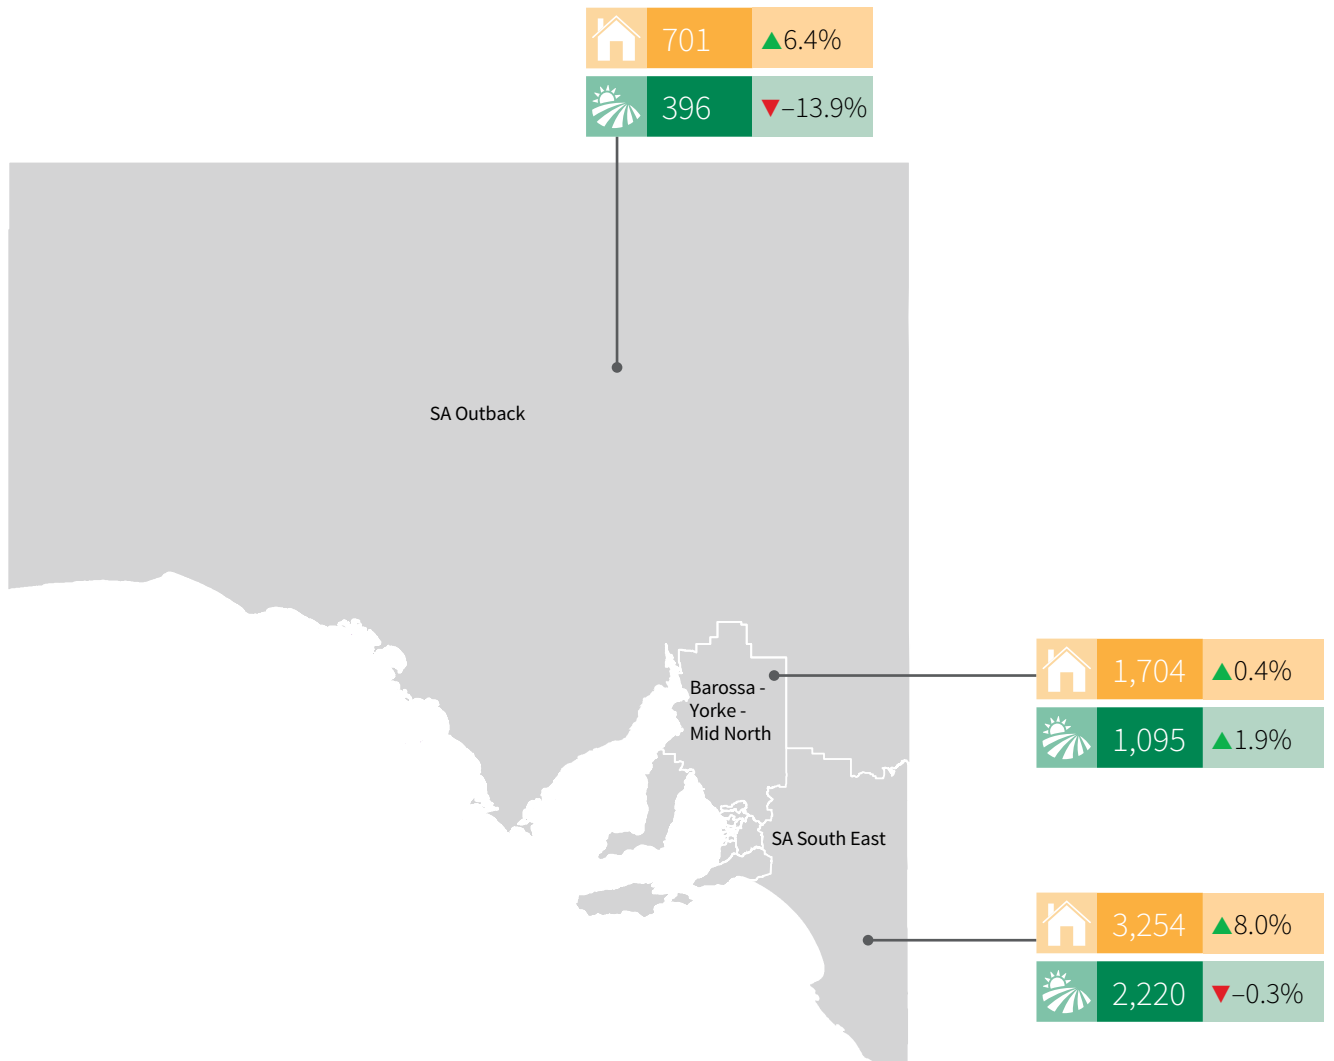 701 ▲6.4%
396 ▼–13.9%
SA Outback
1,704 ▲0.4%
Barossa -
Yorke -
Mid North
1,095 ▲1.9%
SA South East
3,254 ▲8.0%
2,220 ▼–0.3%